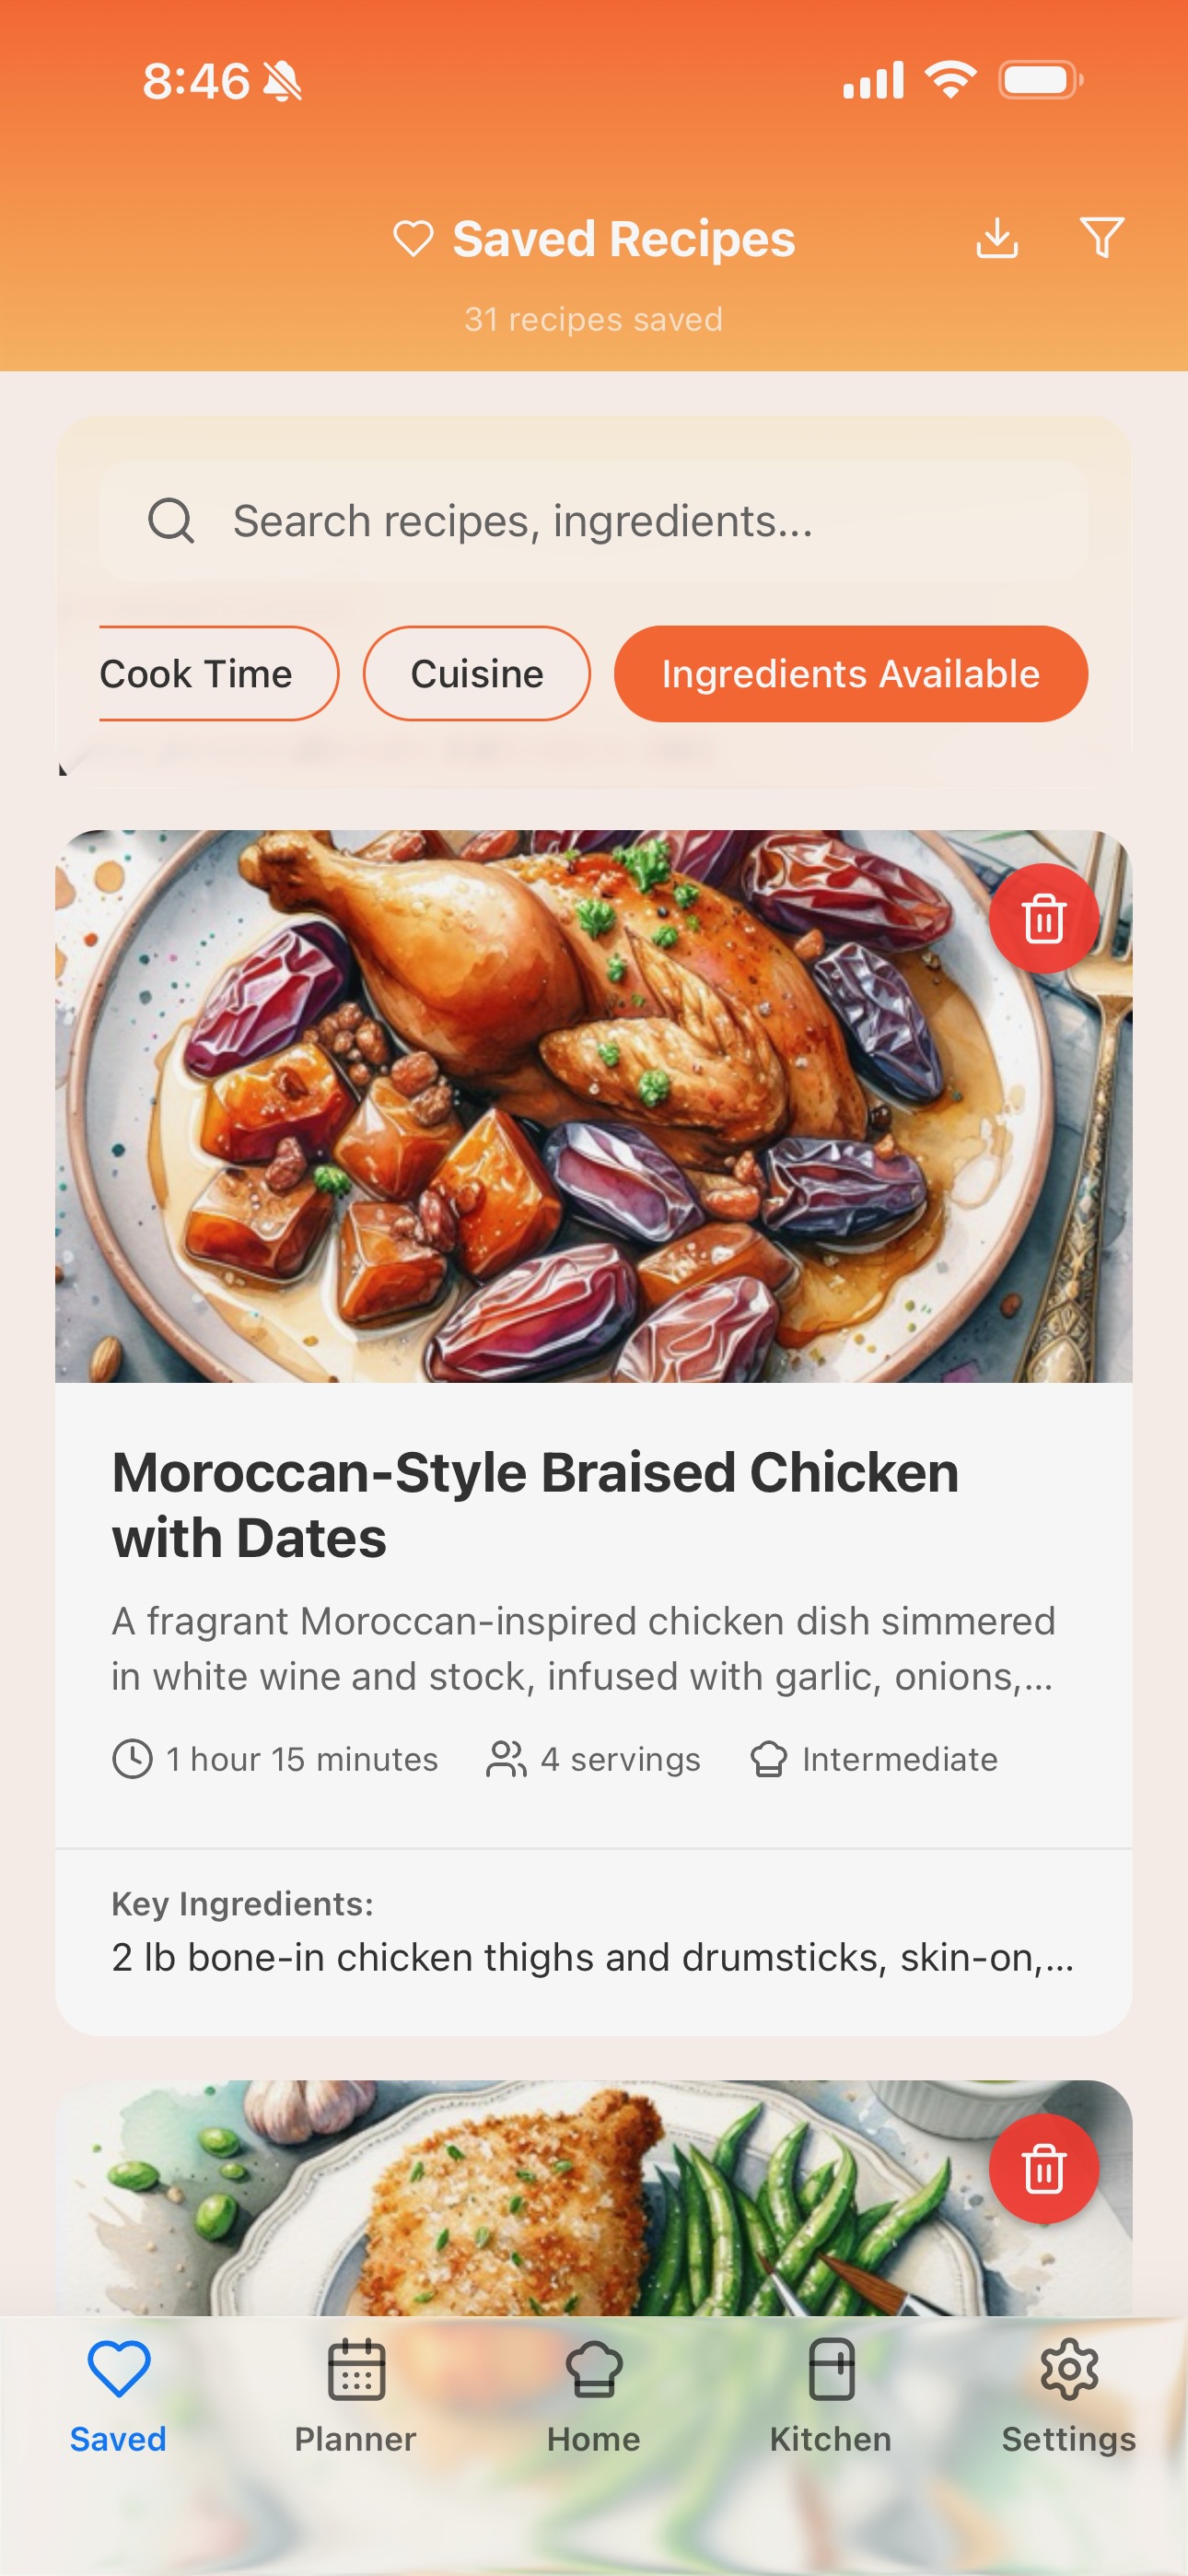 8:46
Saved Recipes
31 recipes saved
Search recipes, ingredients...
Cook Time
Cuisine
Ingredients Available
Moroccan-Style Braised Chicken
with Dates
A fragrant Moroccan-inspired chicken dish simmered
in white wine and stock, infused with garlic, onions,...
1 hour 15 minutes
4 servings
Intermediate
Key Ingredients:
2 lb bone-in chicken thighs and drumsticks, skin-on,...
Saved
Planner
Home
Kitchen
Settings